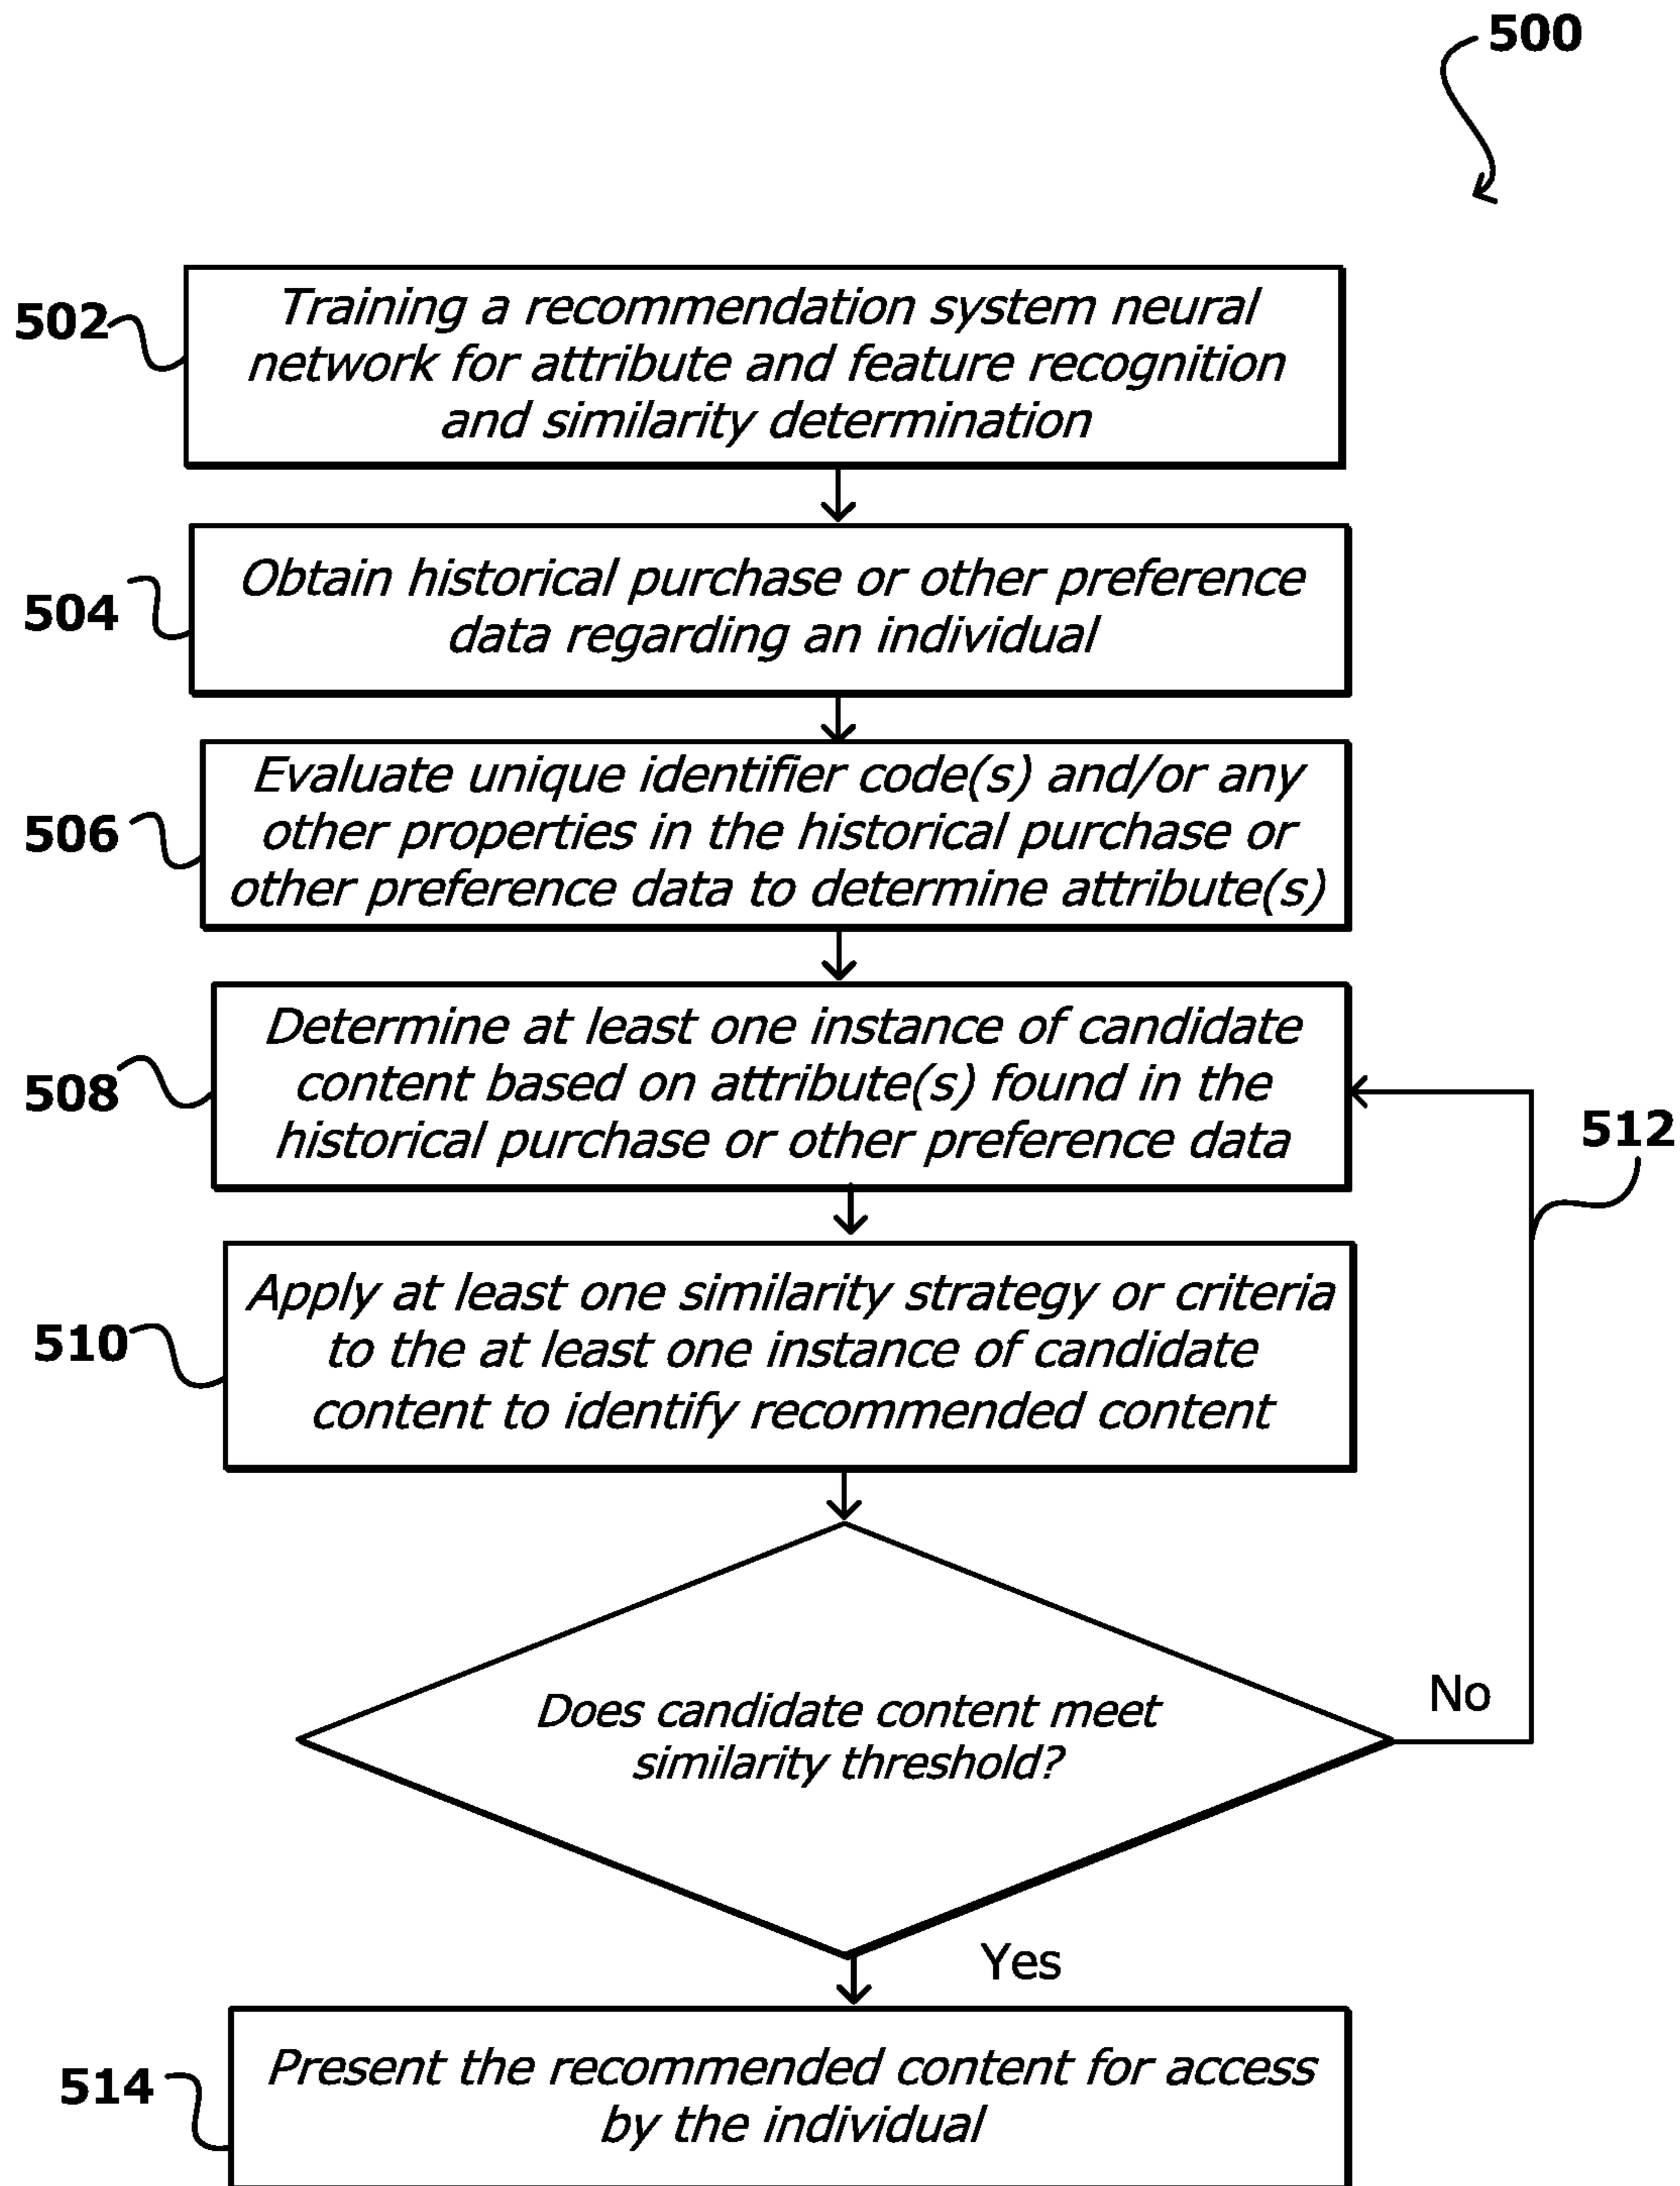 500
502
Training a recommendation system neural
network for attribute and feature recognition
and similarity determination
504
Obtain historical purchase or other preference
data regarding an individual
506
Evaluate unique identifier code(s) and/or any
other properties in the historical purchase or
other preference data to determine attribute(s)
508
Determine at least one instance of candidate
content based on attribute(s) found in the
historical purchase or other preference data
512
510
Apply at least one similarity strategy or criteria
to the at least one instance of candidate
content to identify recommended content
Does candidate content meet
similarity threshold?
No
Yes
514
Present the recommended content for access
by the individual